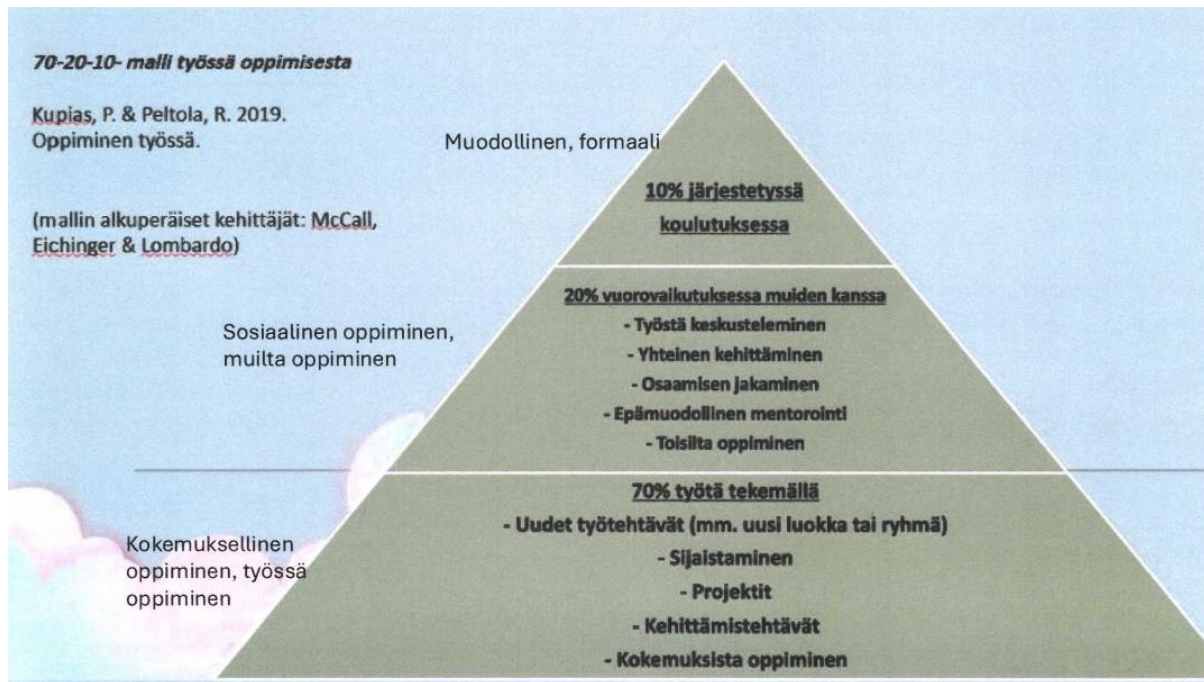 70-20-10- malli työssä oppimisesta
Kupias, P. & Peltola, R. 2019.
Oppiminen työssä.
(mallin alkuperäiset kehittäjät: McCall,
Eichinger & Lombardo)
Muodollinen, formaali
10% järjestetyssä
koulutuksessa
Sosiaalinen oppiminen,
muilta oppiminen
20% vuorovaikutuksessa muiden kanssa
- Työstä keskusteleminen
- Yhteinen kehittäminen
- Osaamisen jakaminen
- Epämuodollinen mentorointi
- Toisilta oppiminen
Kokemuksellinen
oppiminen, työssä
oppiminen
70% työtä tekemällä
- Uudet työtehtävät (mm. uusi luokka tai ryhmä)
- Sijaistaminen
- Projektit
- Kehittämistehtävät
- Kokemuksista oppiminen